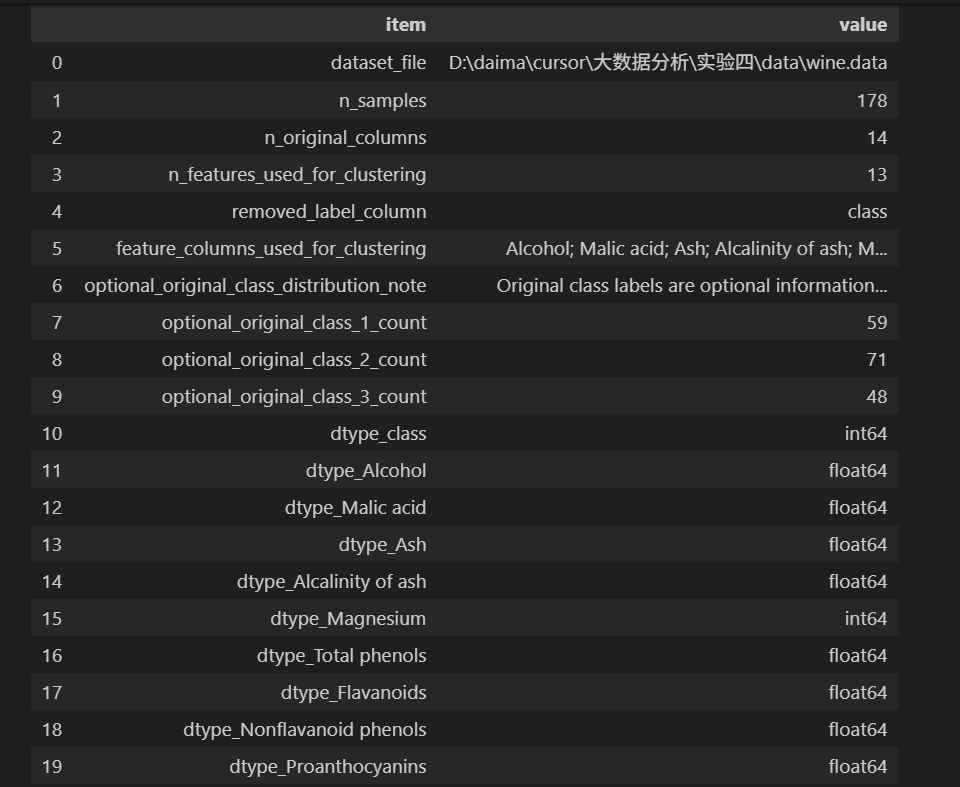 item value
0 dataset_file D:\daima\cursor\大数据分析\实验四\data\wine.data
1 n_samples 178
2 n_original_columns 14
3 n_features_used_for_clustering 13
4 removed_label_column class
5 feature_columns_used_for_clustering Alcohol; Malic acid; Ash; Alcalinity of ash; M...
6 optional_original_class_distribution_note Original class labels are optional information...
7 optional_original_class_1_count 59
8 optional_original_class_2_count 71
9 optional_original_class_3_count 48
10 dtype_class int64
11 dtype_Alcohol float64
12 dtype_Malic acid float64
13 dtype_Ash float64
14 dtype_Alcalinity of ash float64
15 dtype_Magnesium int64
16 dtype_Total phenols float64
17 dtype_Flavanoids float64
18 dtype_Nonflavanoid phenols float64
19 dtype_Proanthocyanins float64